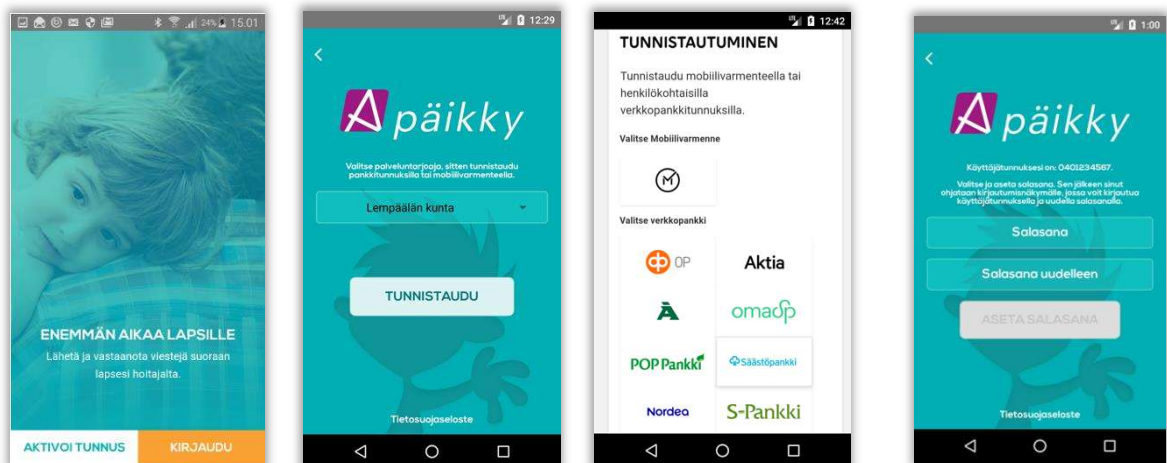 24% 15.01
ENEMMÄN AIKAA LAPSILLE
Lähetä ja vastaanota viestejä suoraan
lapsesi hoitajalta.
AKTIVOI TUNNUS
KIRJAUDU
LTE 12:29
A päikky
Valitse palveluntarjoaja, sitten tunnistaudu
pankkitunnuksilla tai mobiilivarmenteella.
Lempäälän kunta
TUNNISTAUDU
Tietosuojaseloste
LTE 12:42
TUNNISTAUTUMINEN
Tunnistaudu mobiilivarmenteella tai
henkilökohtaisilla
verkkopankkitunnuksilla.
Valitse Mobiilivarmenne
M
Valitse verkkopankki
OP
Aktia
Å
omasp
POP Pankki
Säästöpankki
Nordea
S-Pankki
LTE 1:00
A päikky
Käyttäjätunnuksesi on: 0401234567.
Valitse ja aseta salasana. Sen jälkeen sinut
ohjataan kirjautumisnäkymälle, jossa voit kirjautua
käyttäjätunnuksella ja uudella salasanalla.
Salasana
Salasana uudelleen
ASETA SALASANA
Tietosuojaseloste